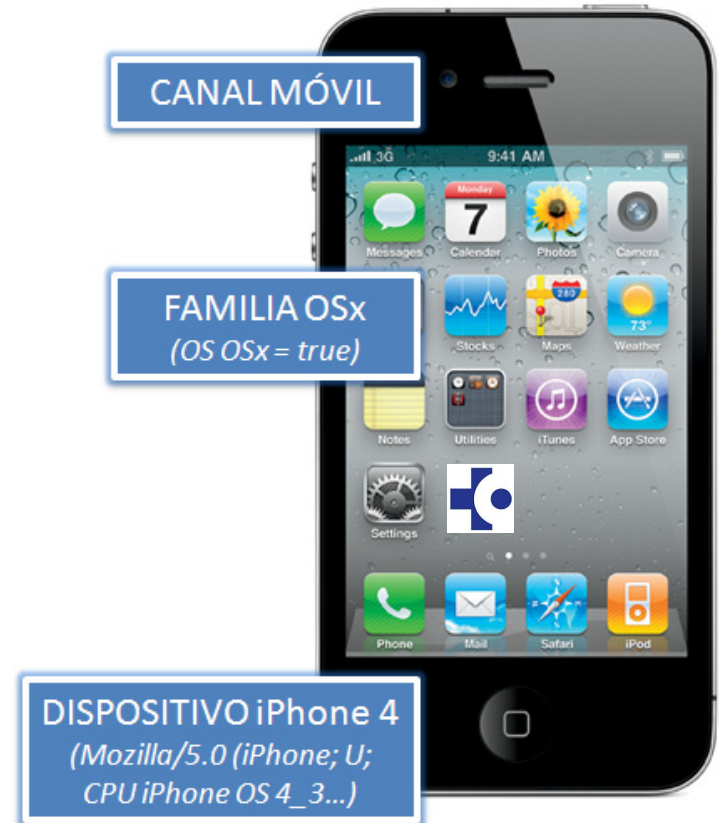 CANAL MÓVIL
3G 9:41 AM
Monday
7
280
73°
Messages Calendar Photos Camera
FAMILIA OSx
(OS OSx = true)
Stocks Maps Weather
Notes Utilities iTunes App Store
Settings
Phone Mail Safari iPod
DISPOSITIVO iPhone 4
(Mozilla/5.0 (iPhone; U;
CPU iPhone OS 4_3...)